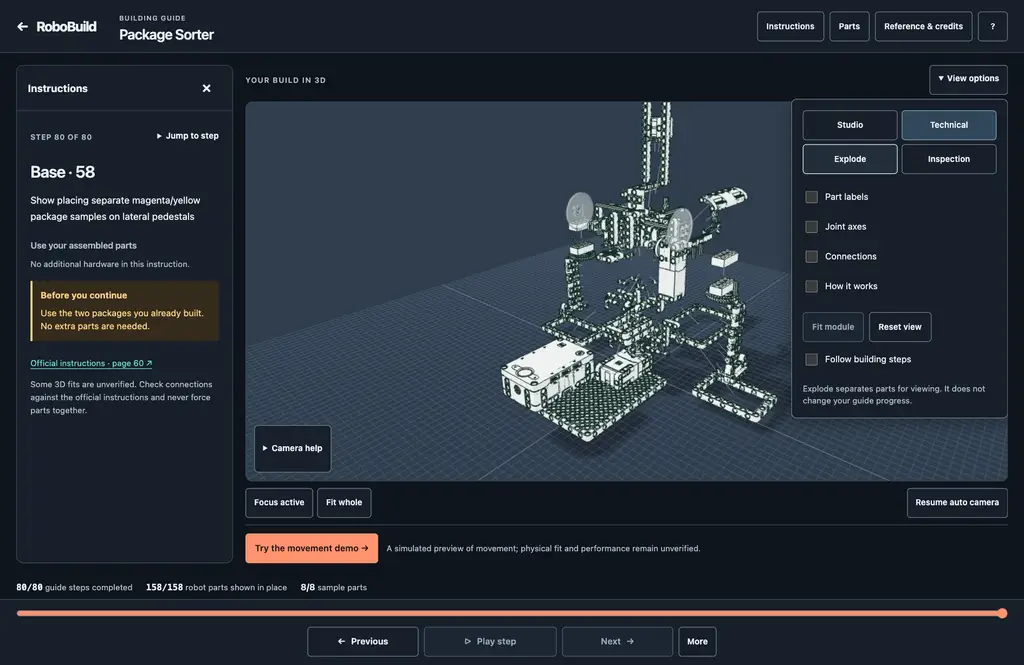 ← RoboBuild
BUILDING GUIDE
Package Sorter
Instructions
Parts
Reference & credits
?
Instructions
×
STEP 80 OF 80
▸ Jump to step
Base · 58
Show placing separate magenta/yellow
package samples on lateral pedestals
Use your assembled parts
No additional hardware in this instruction.
Before you continue
Use the two packages you already built.
No extra parts are needed.
Official instructions · page 60 ↗
Some 3D fits are unverified. Check connections
against the official instructions and never force
parts together.
YOUR BUILD IN 3D
▾ View options
Studio
Technical
Explode
Inspection
Part labels
Joint axes
Connections
How it works
Fit module
Reset view
Follow building steps
Explode separates parts for viewing. It does not
change your guide progress.
▸ Camera help
Focus active
Fit whole
Resume auto camera
Try the movement demo →
A simulated preview of movement; physical fit and performance remain unverified.
80/80 guide steps completed
158/158 robot parts shown in place
8/8 sample parts
← Previous
▷ Play step
Next →
More